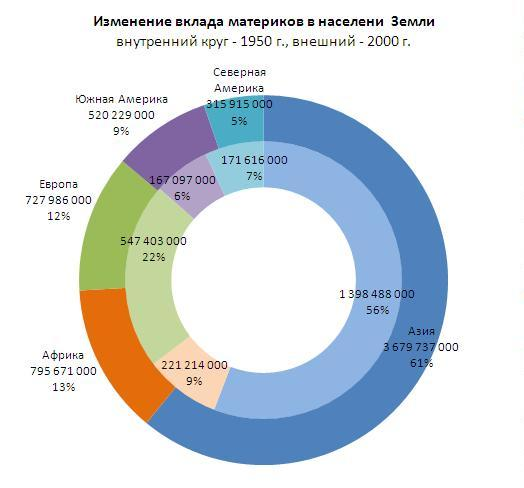 Изменение вклада материков в населени Земли
внутренний круг - 1950 г., внешний - 2000 г.
Северная
Америка
315 915 000
5%
Южная Америка
520 229 000
9%
171 616 000
7%
167 097 000
6%
Европа
727 986 000
12%
547 403 000
22%
1 398 488 000
56%
Азия
3 679 737 000
61%
Африка
795 671 000
13%
221 214 000
9%